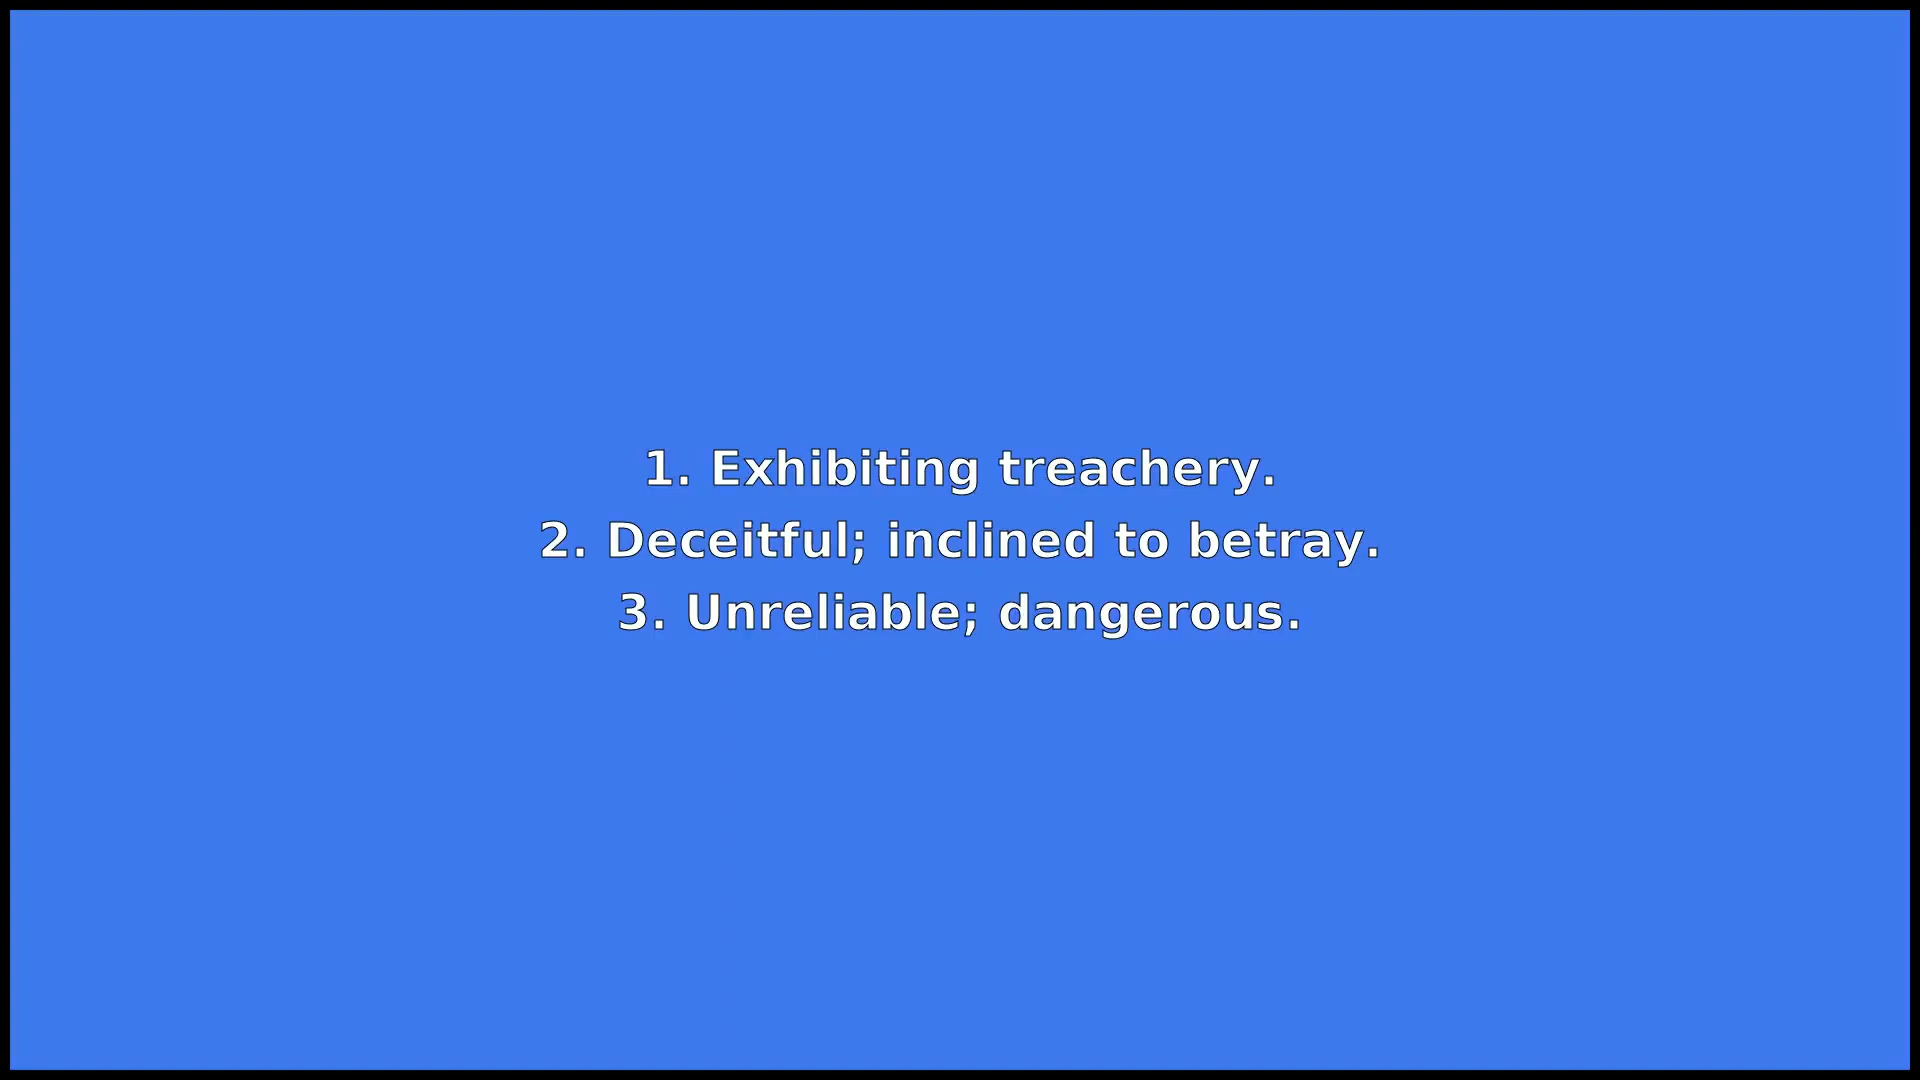 1. Exhibiting treachery.
2. Deceitful; inclined to betray.
3. Unreliable; dangerous.